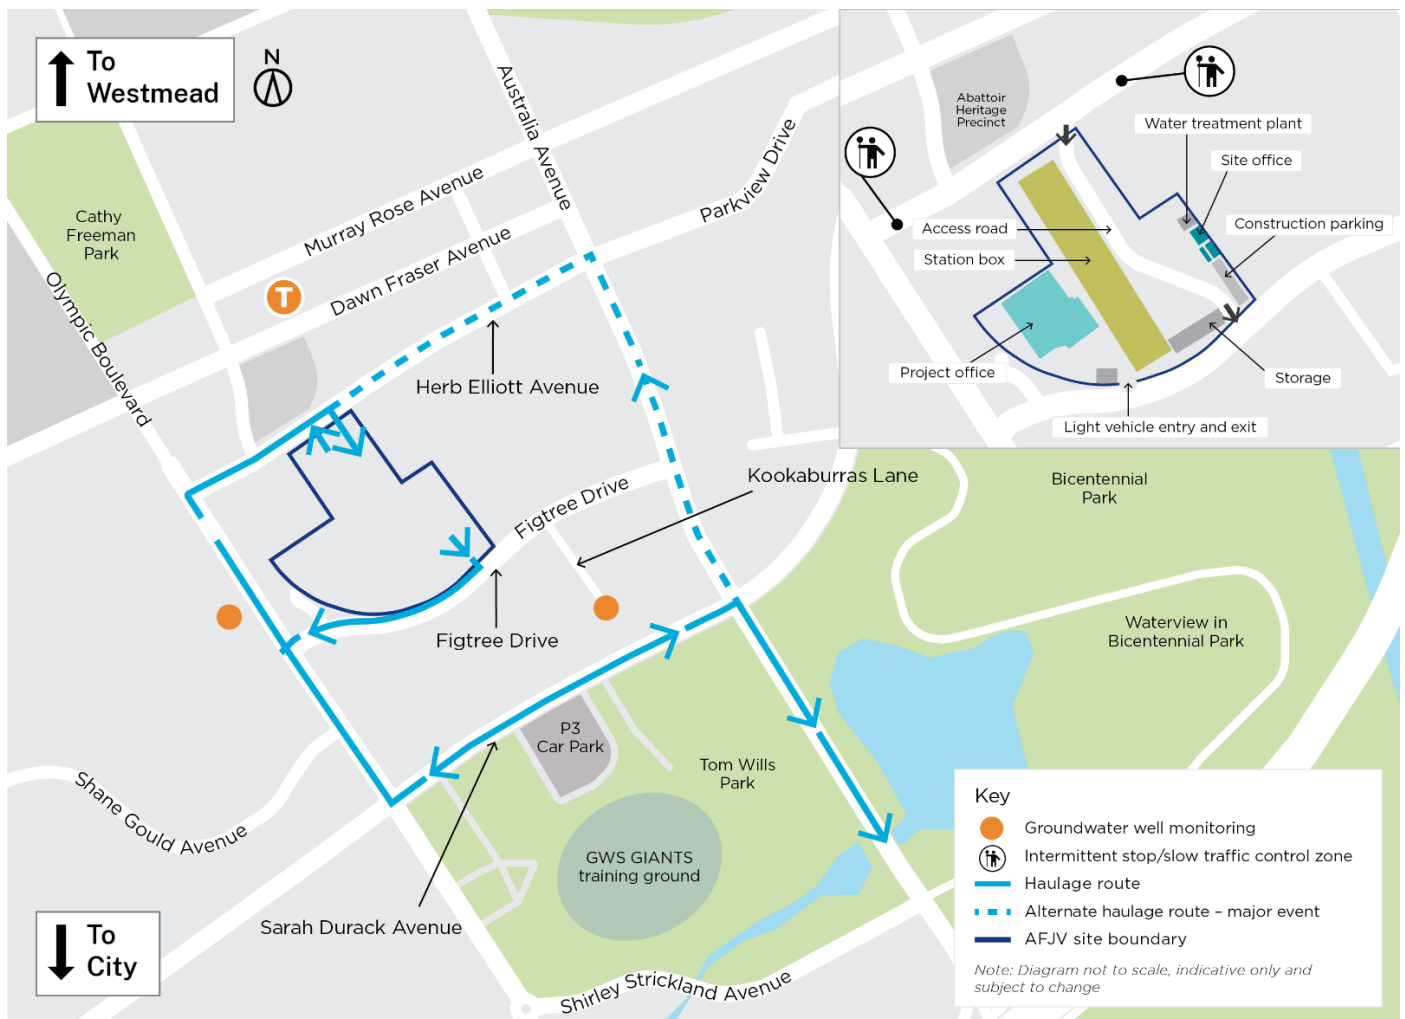 To
Westmead
N
Australia Avenue
Parkview Drive
Murray Rose Avenue
Dawn Fraser Avenue
Cathy
Freeman
Park
T
Olympic Boulevard
Herb Elliott Avenue
Abattoir
Heritage
Precinct
Water treatment plant
Site office
Construction parking
Access road
Station box
Project office
Storage
Light vehicle entry and exit
Kookaburras Lane
Figtree Drive
Figtree Drive
Bicentennial
Park
Waterview in
Bicentennial Park
P3
Car Park
Tom Wills
Park
Shane Gould Avenue
GWS GIANTS
training ground
Sarah Durack Avenue
Shirley Strickland Avenue
To
City
Key
Groundwater well monitoring
Intermittent stop/slow traffic control zone
Haulage route
Alternate haulage route – major event
AFJV site boundary
Note: Diagram not to scale, indicative only and
subject to change